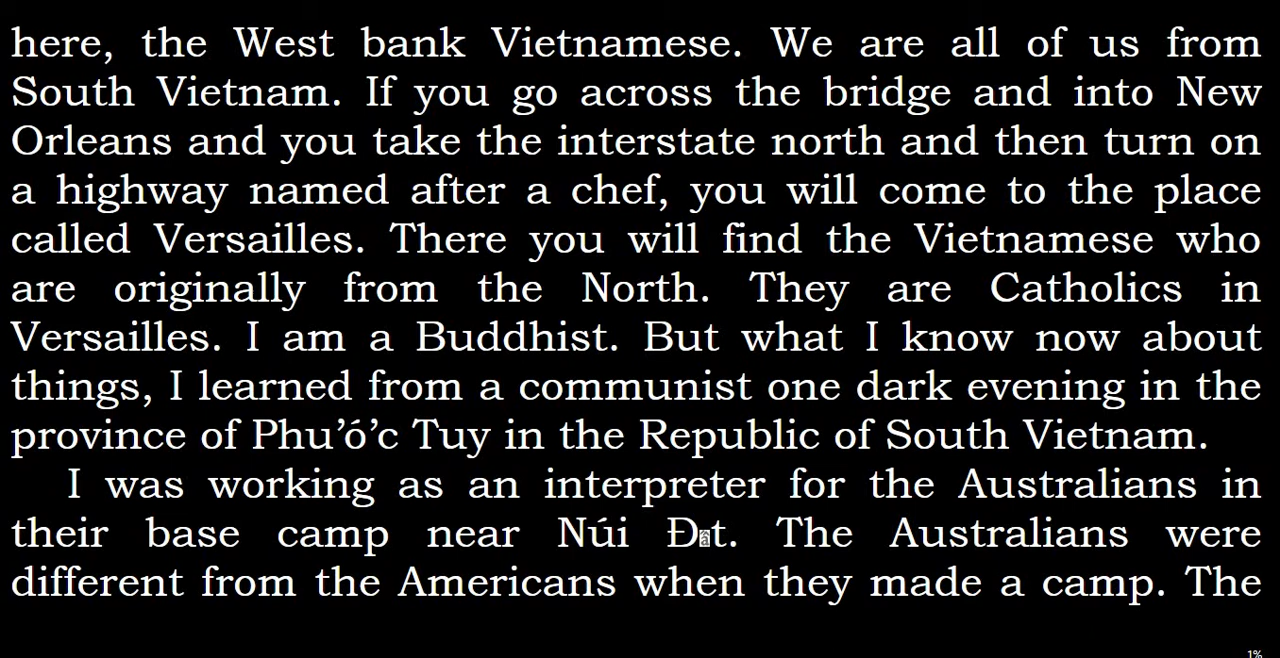 here, the West bank Vietnamese. We are all of us from
South Vietnam. If you go across the bridge and into New
Orleans and you take the interstate north and then turn on
a highway named after a chef, you will come to the place
called Versailles. There you will find the Vietnamese who
are originally from the North. They are Catholics in
Versailles. I am a Buddhist. But what I know now about
things, I learned from a communist one dark evening in the
province of Phu’ó’c Tuy in the Republic of South Vietnam.
I was working as an interpreter for the Australians in
their base camp near Núi Đât. The Australians were
different from the Americans when they made a camp. The
1%